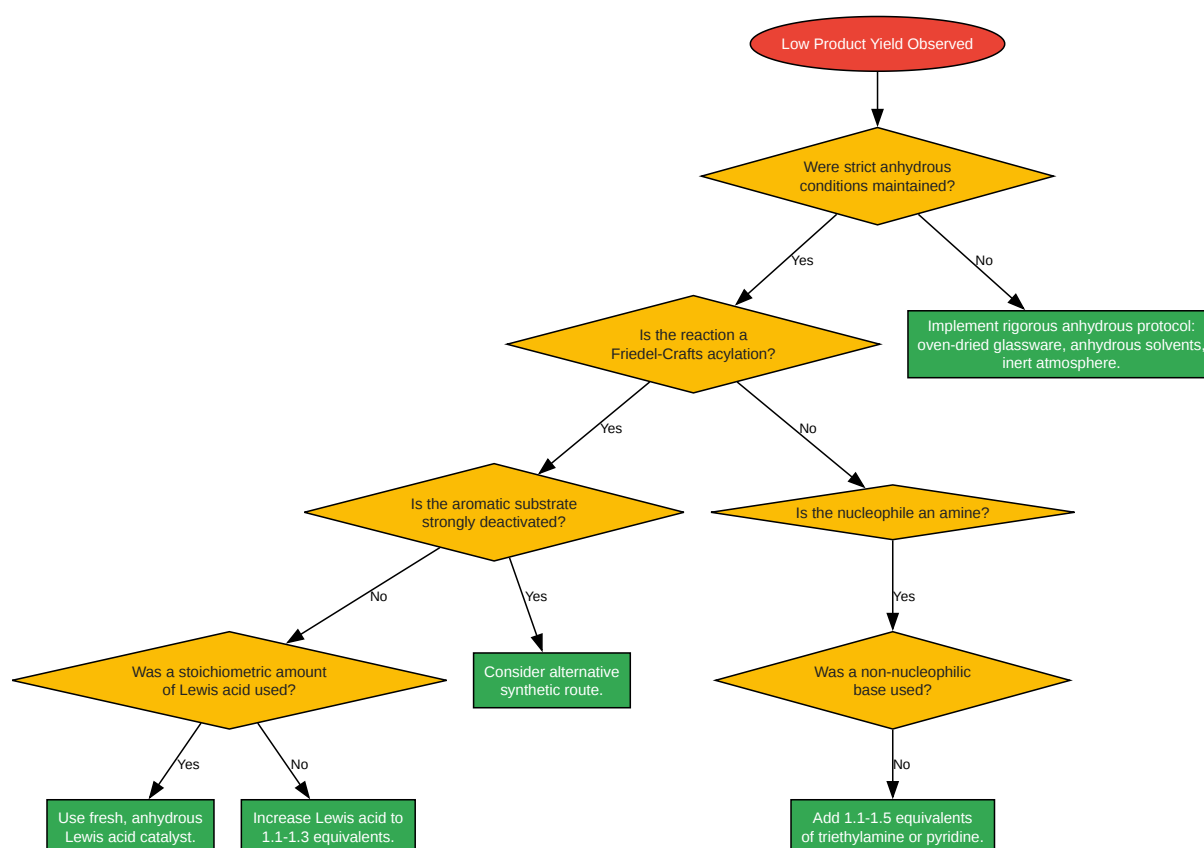 Low Product Yield Observed
Were strict anhydrous
conditions maintained?
Yes
No
Is the reaction a
Friedel-Crafts acylation?
Implement rigorous anhydrous protocol:
oven-dried glassware, anhydrous solvents,
inert atmosphere.
Yes
No
Is the aromatic substrate
strongly deactivated?
Is the nucleophile an amine?
No
Yes
Yes
Was a stoichiometric amount
of Lewis acid used?
Consider alternative
synthetic route.
Was a non-nucleophilic
base used?
Yes
No
No
Use fresh, anhydrous
Lewis acid catalyst.
Increase Lewis acid to
1.1-1.3 equivalents.
Add 1.1-1.5 equivalents
of triethylamine or pyridine.